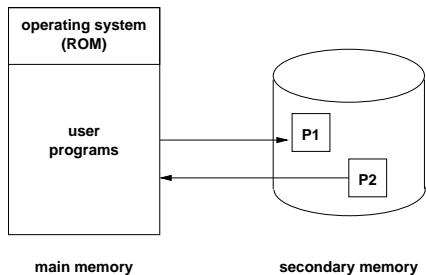 operating system
(ROM)
user
programs
P1
P2
main memory
secondary memory